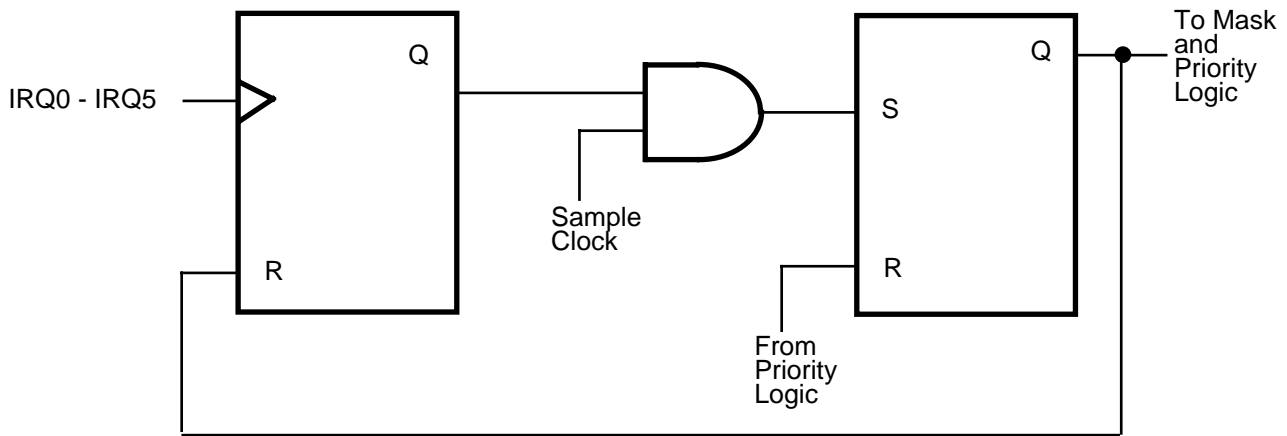 IRQ0 - IRQ5
Q
R
Sample
Clock
S
Q
R
From
Priority
Logic
To Mask
and
Priority
Logic